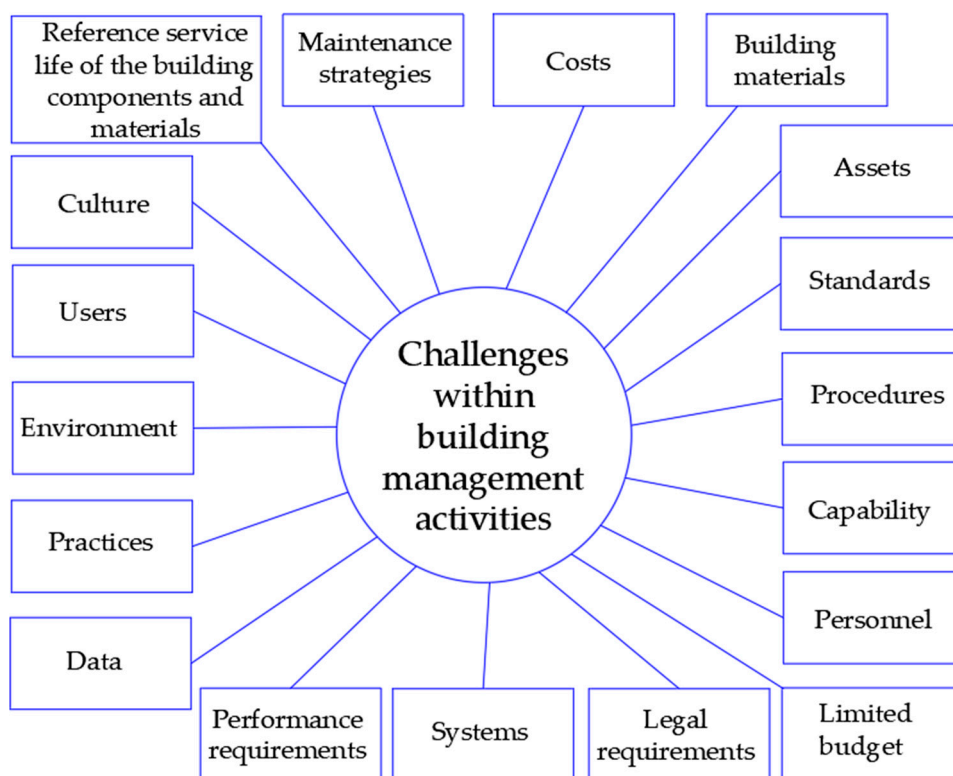 Reference service
life of the building
components and
materials
Maintenance
strategies
Costs
Building
materials
Culture
Assets
Users
Standards
Challenges
within
building
management
activities
Environment
Procedures
Practices
Capability
Data
Personnel
Performance
requirements
Systems
Legal
requirements
Limited
budget